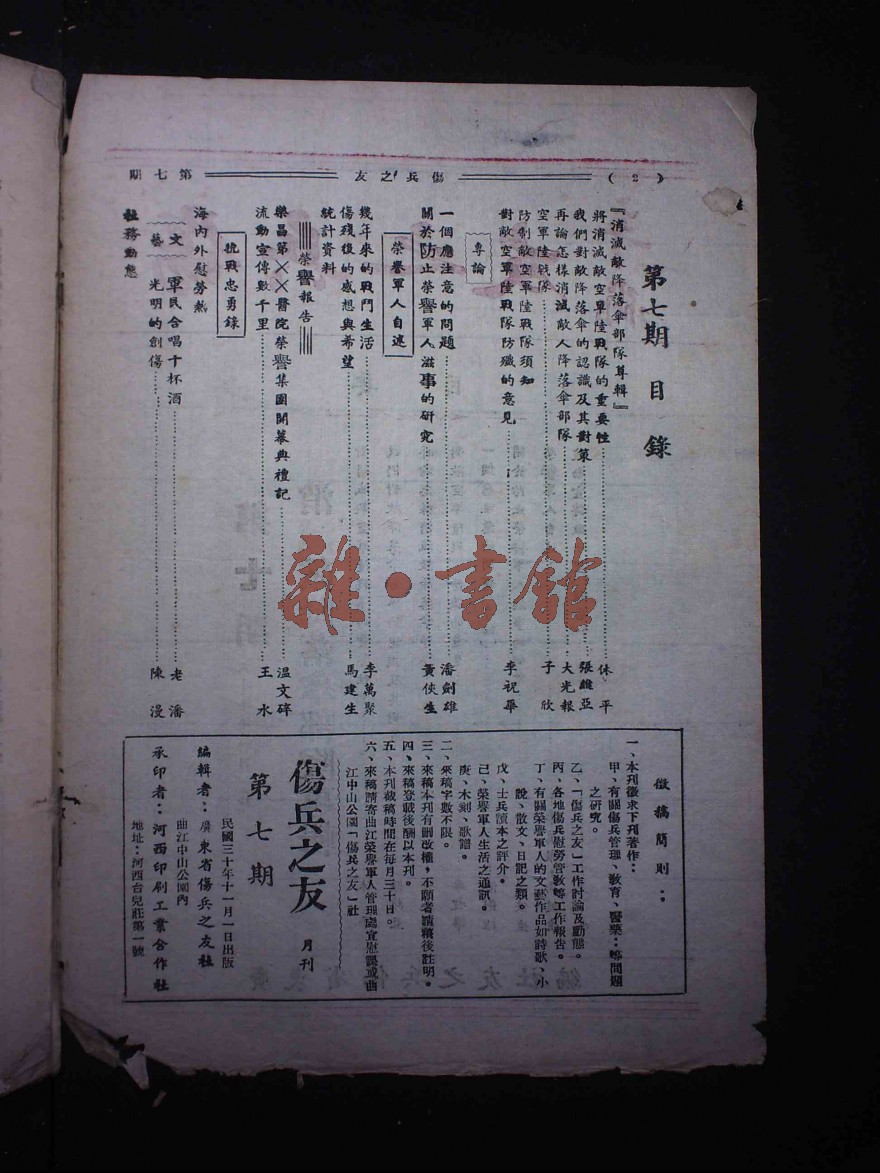 (2)
傷兵之友
第七期
第七期 目錄
『消滅敵降落傘部隊專輯』
將消滅敵空軍陸戰隊的重要性 休平
我們對敵降落傘的認識及其對策 張維亞
再論怎樣消滅敵人降落傘部隊 大光報
空軍陸戰隊 子欣
防制敵空軍陸戰隊須知
對敵空軍陸戰隊防殲的意見 李祝華
專論
一個應注意的問題 潘劍雄
關於防止榮譽軍人滋事的研究 黃俠生
榮譽軍人自述
幾年來的戰鬥生活 李萬聚
傷殘後的感想與希望 馬建生
統計資料
榮譽報告
樂昌第××醫院榮譽集團開幕典禮記 温文碎
流動宣傳數千里 王水
抗戰忠勇錄
海內外慰勞熱
文藝
軍民合唱十杯酒 老潘
光明的創傷 陳漫
社務動態
徵稿簡則：
一、本刊徵求下列著作：
甲、有關傷兵管理、敎育、醫藥：等問題
之研究。
乙、「傷兵之友」工作討論及動態。
丙、各地傷兵慰勞管敎等工作報告。
丁、有關榮譽軍人的文藝作品如詩歌、小
說、散文、日記之類。
戊、士兵讀本之評介。
己、榮譽軍人生活之通訊。
庚、木刻、歌譜。
二、來稿字數不限。
三、來稿本刊有刪改權，不願者請稿後註明。
四、來稿登載後酬以本刊。
五、本刊截稿時間在每月三十日。
六、來稿請寄曲江榮譽軍人管理處宣慰課或曲
江中山公園「傷兵之友」社
傷兵之友 月刊
第七期
民國三十年十一月一日出版
編輯者：廣東省傷兵之友社
曲江中山公園內
承印者：河西印刷工業合作社
地址：河西台兒莊第一號
雜·書館